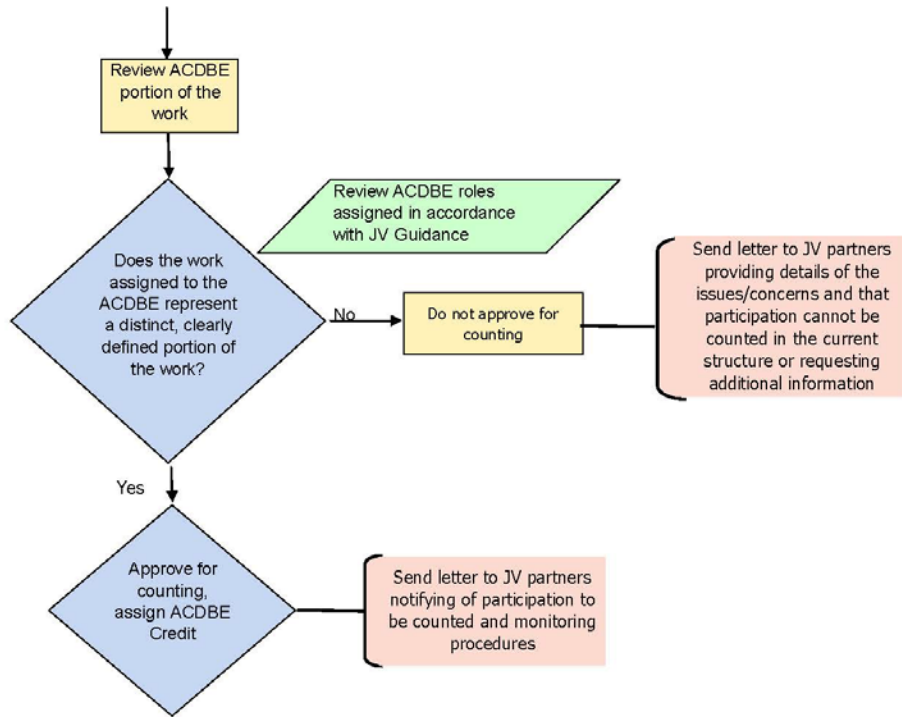 Review ACDBE
portion of the
work
Review ACDBE roles
assigned in accordance
with JV Guidance
Does the work
assigned to the
ACDBE represent
a distinct, clearly
defined portion of
the work?
No
Do not approve for
counting
Send letter to JV partners
providing details of the
issues/concerns and that
participation cannot be
counted in the current
structure or requesting
additional information
Yes
Approve for
counting,
assign ACDBE
Credit
Send letter to JV partners
notifying of participation to
be counted and monitoring
procedures